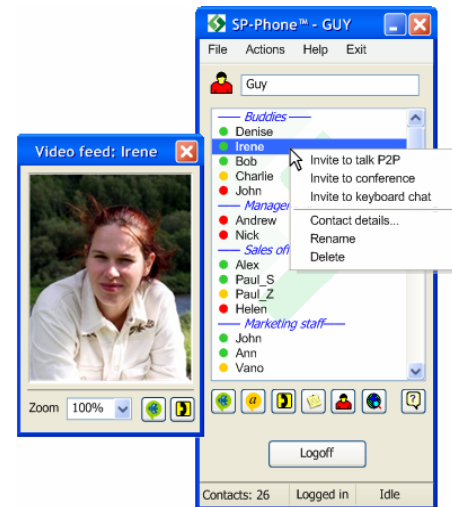 SP-Phone™ - GUY
File Actions Help Exit
Guy
Buddies
Denise
Irene
Bob
Charlie
John
Manager
Andrew
Nick
Sales off
Alex
Paul_S
Paul_Z
Helen
Marketing staff
John
Ann
Vano
Invite to talk P2P
Invite to conference
Invite to keyboard chat
Contact details...
Rename
Delete
Logoff
Contacts: 26 Logged in Idle
Video feed: Irene
Zoom 100%